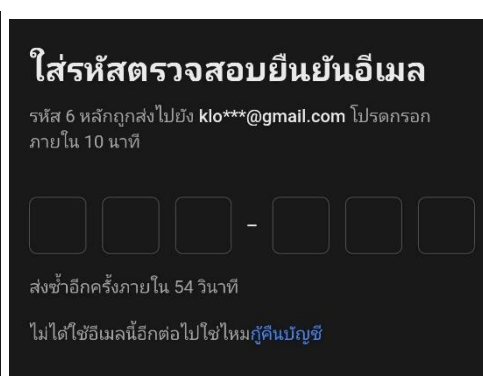 ใส่รหัสตรวจสอบยืนยันอีเมล
รหัส 6 หลักถูกส่งไปยัง klo***@gmail.com โปรดกรอก
ภายใน 10 นาที
-
ส่งซ้ำอีกครั้งภายใน 54 วินาที
ไม่ได้ใช้อีเมลนี้อีกต่อไปใช่ไหมกู้คืนบัญชี